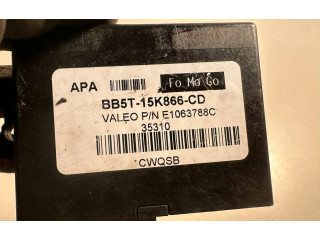 APA Fo Mo Co
BB5T-15K866-CD
VALEO P/N E1063788C
35310
CWQSB